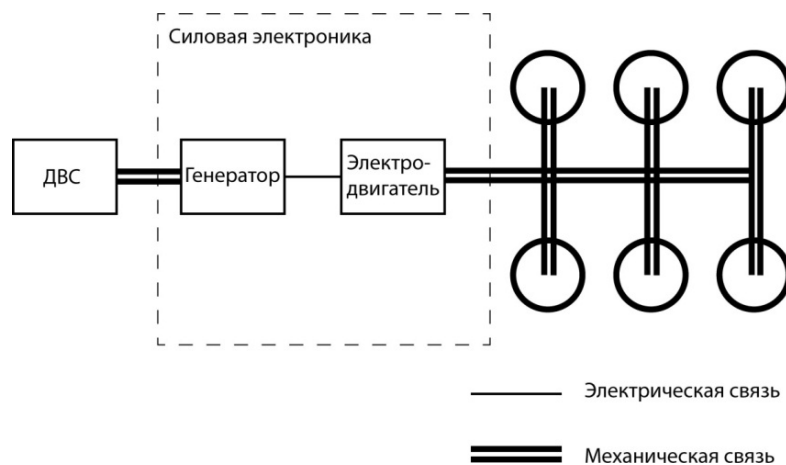 Силовая электроника
ДВС
Генератор
Электро-
двигатель
Электрическая связь
Механическая связь